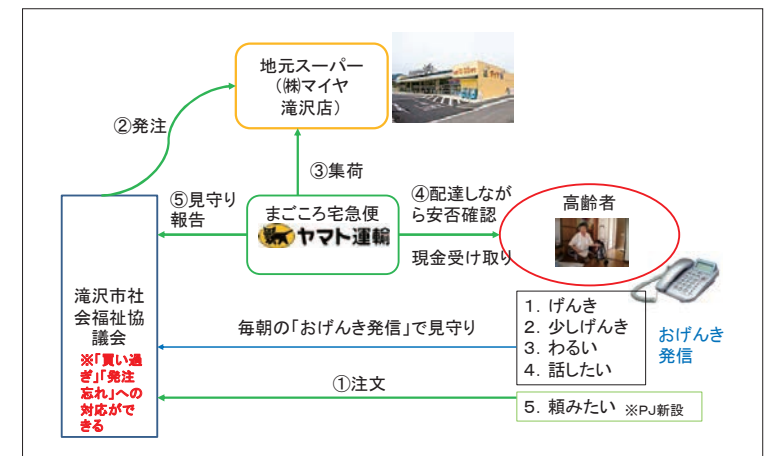 地元スーパー
（㈱マイヤ
滝沢店）
②発注
③集荷
⑤見守り
報告
まごころ宅急便
ヤマト運輸
④配達しなが
ら安否確認
現金受け取り
高齢者
滝沢市社
会福祉協
議会
※「買い過
ぎ」「発注
忘れ」への
対応がで
きる
毎朝の「おげんき発信」で見守り
1. げんき
2. 少しげんき
3. わるい
4. 話したい
おげんき
発信
①注文
5. 頼みたい ※PJ新設